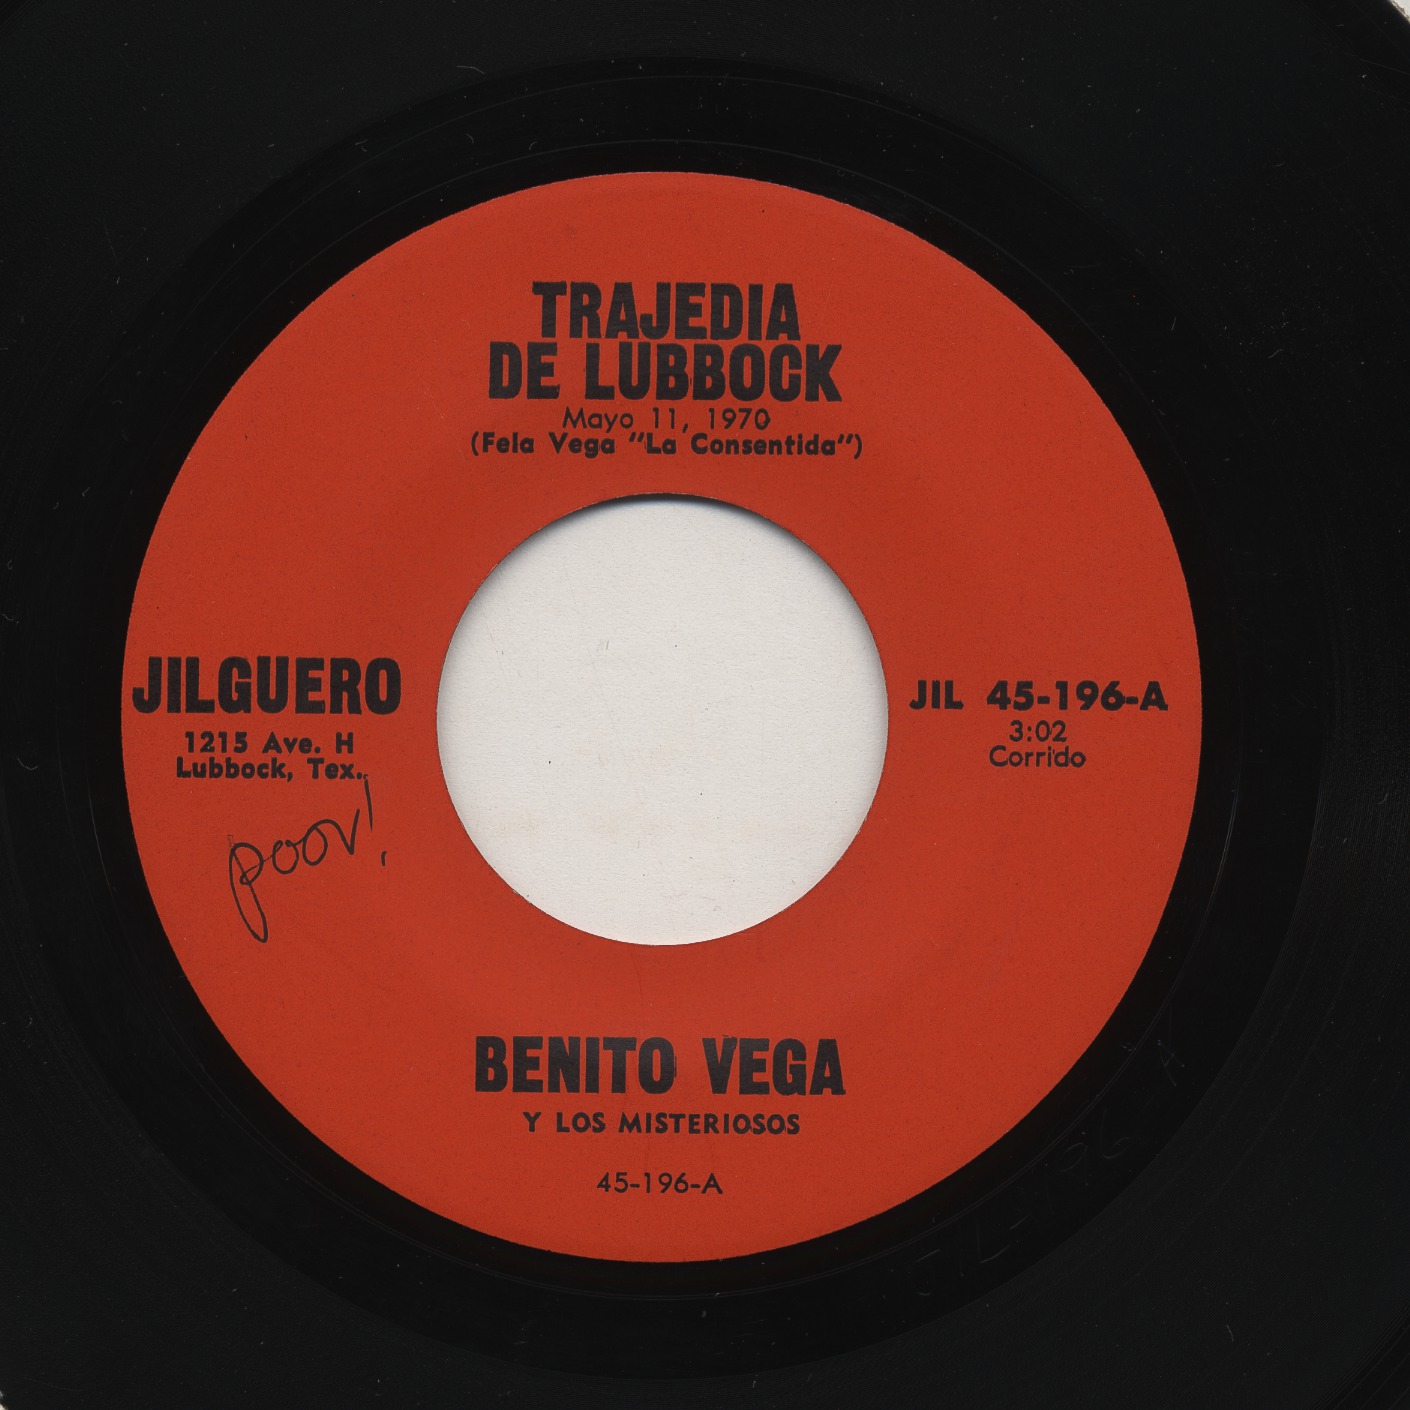 TRAJEDIA
DE LUBBOCK
Mayo 11, 1970
(Fela Vega "La Consentida")
JILGUERO
1215 Ave. H
Lubbock, Tex.
poor!
JIL 45-196-A
3:02
Corrido
BENITO VEGA
Y LOS MISTERIOSOS
45-196-A